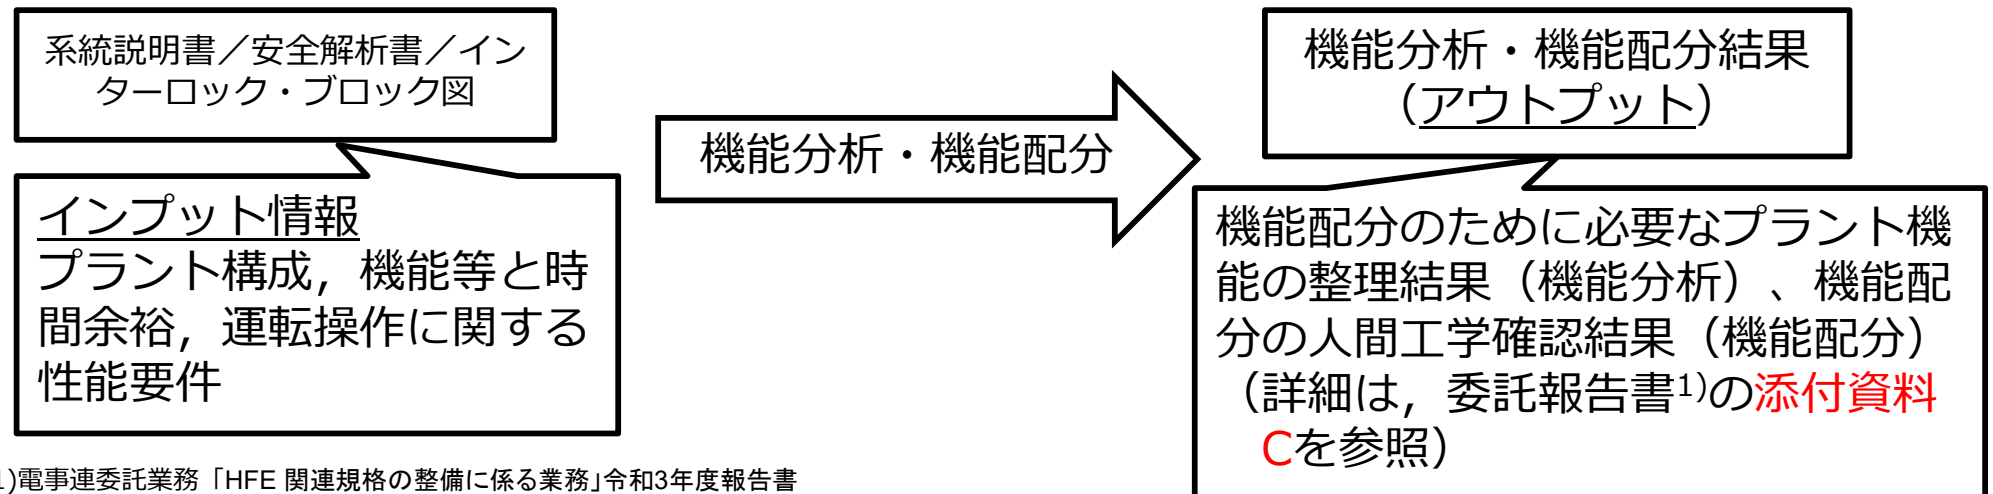 系統説明書／安全解析書／イン
ターロック・ブロック図
インプット情報
プラント構成，機能等と時
間余裕，運転操作に関する
性能要件
機能分析・機能配分
機能分析・機能配分結果
（アウトプット）
機能配分のために必要なプラント機
能の整理結果（機能分析）、機能配
分の人間工学確認結果（機能配分）
（詳細は，委託報告書1)の添付資料
Cを参照）
1)電事連委託業務「HFE 関連規格の整備に係る業務」令和3年度報告書